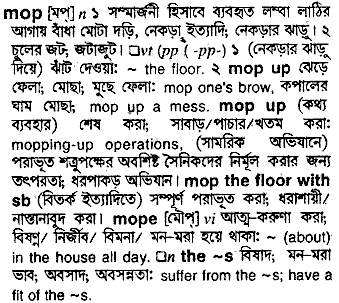 mop [মপ্] n ১ সম্মার্জনী হিসাবে ব্যবহৃত লম্বা লাঠির
আগায় বাঁধা মোটা দড়ি, নেকড়া ইত্যাদি; নেকড়ার ঝাড়ু। ২
চুলের জট; জটাজুট। □vt (pp ( -pp-) ১ (নেকড়ার ঝাড়ু
দিয়ে) ঝাঁট দেওয়া: ~ the floor. ২ mop up ঝেড়ে
ফেলা; মোছা; মুছে ফেলা: mop one's brow, কপালের
ঘাম মোছা; mop up a mess. mop up (কথ্য
ব্যবহার) শেষ করা; সাবাড়/পাচার/খতম করা:
mopping-up operations, (সামরিক অভিযানে)
পরাভূত শত্রুপক্ষের অবশিষ্ট সৈনিকদের নির্মূল করার জন্য
তৎপরতা; ধরপাকড় অভিযান। mop the floor with
sb (বিতর্ক ইত্যাদিতে) সম্পূর্ণ পরাভূত করা; ধরাশায়ী/
নাস্তানাবুদ করা। mope [মৌপ্] vi আত্ম-করুণা করা;
বিষণ্ন/ নির্জীব/ বিমনা/ মন-মরা হয়ে থাকা: ~ (about)
in the house all day. □n the ~s বিষাদ; মন-মরা
ভাব; অবসাদ; অবসন্নতা: suffer from the ~s; have a
fit of the ~s.